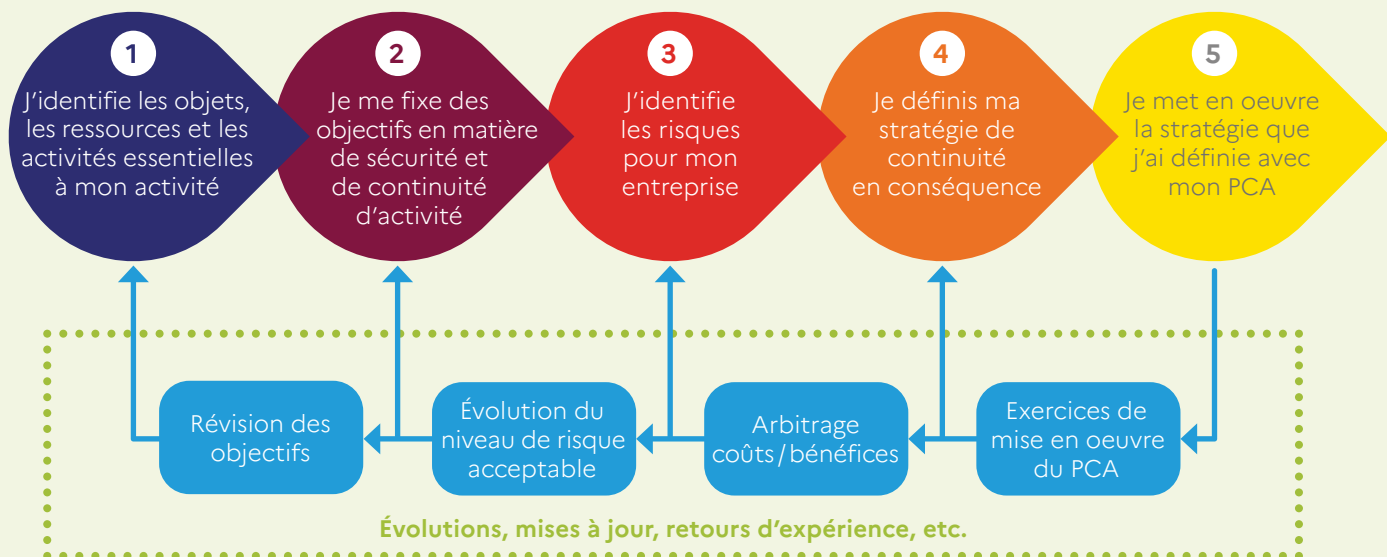 1
J'identifie les objets,
les ressources et les
activités essentielles
à mon activité
2
Je me fixe des
objectifs en matière
de sécurité et
de continuité
d'activité
3
J'identifie
les risques
pour mon
entreprise
4
Je définis ma
stratégie de
continuité
en conséquence
5
Je met en oeuvre
la stratégie que
j'ai définie avec
mon PCA
Révision des
objectifs
Évolution du
niveau de risque
acceptable
Arbitrage
coûts/bénéfices
Exercices de
mise en oeuvre
du PCA
Évolutions, mises à jour, retours d'expérience, etc.